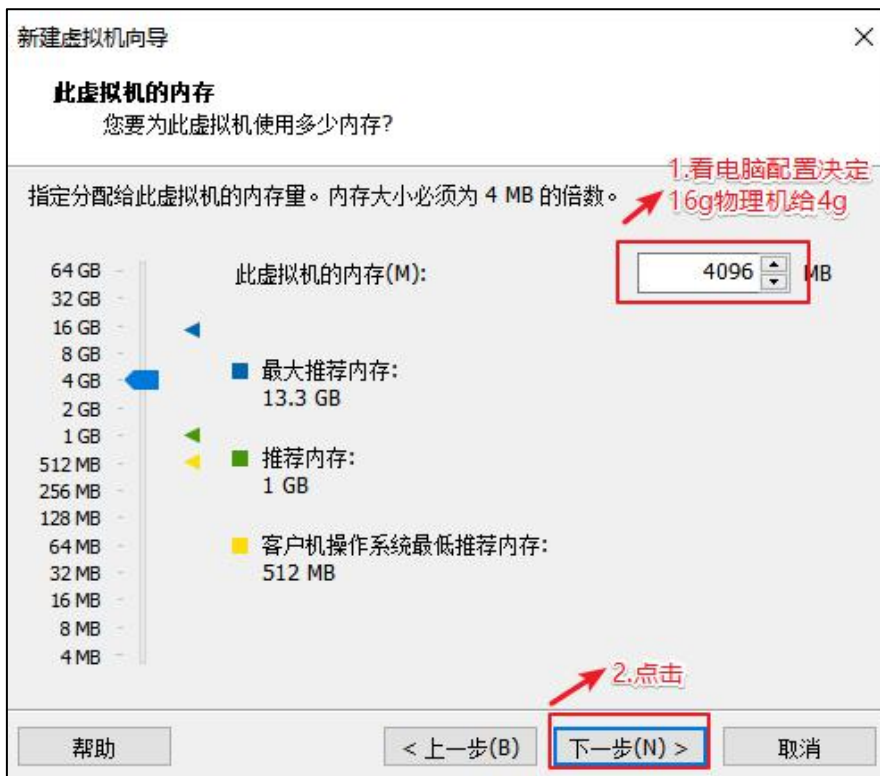 新建虚拟机向导
此虚拟机的内存
您要为此虚拟机使用多少内存?
1.看电脑配置决定
16g物理机给4g
指定分配给此虚拟机的内存量。内存大小必须为 4 MB 的倍数。
此虚拟机的内存(M):
4096
MB
64 GB
32 GB
16 GB
8 GB
4 GB
2 GB
1 GB
512 MB
256 MB
128 MB
64 MB
32 MB
16 MB
8 MB
4 MB
最大推荐内存:
13.3 GB
推荐内存:
1 GB
客户机操作系统最低推荐内存:
512 MB
2.点击
帮助
< 上一步(B)
下一步(N) >
取消